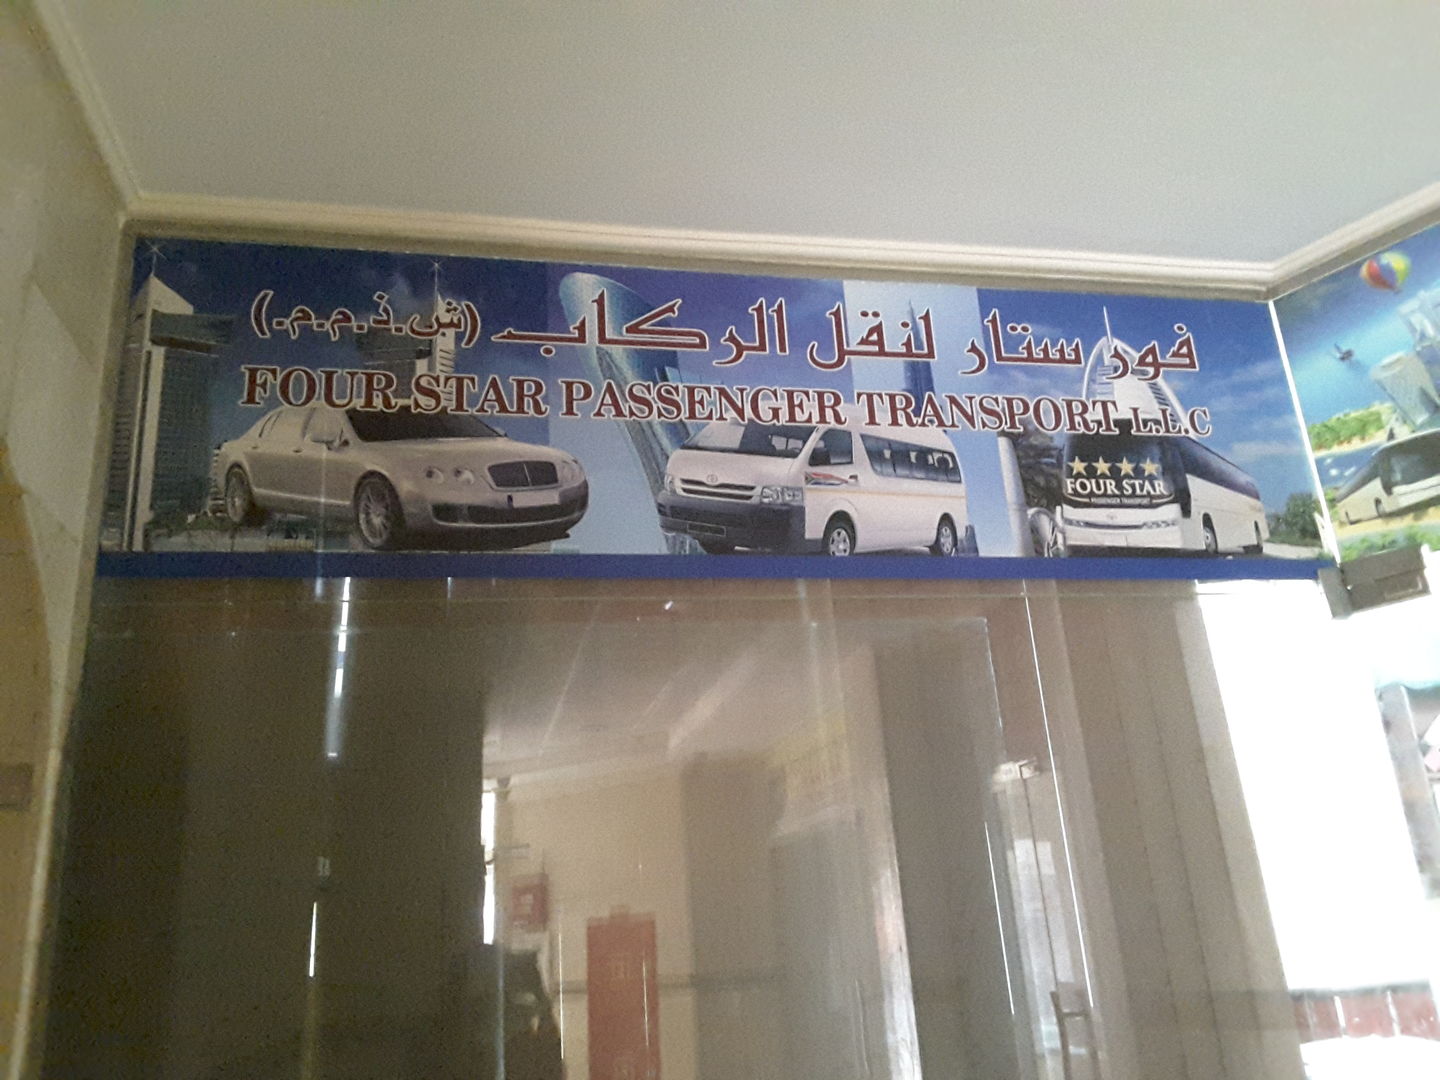 فور ستار لنقل الركاب (ش.ذ.م.م.)
FOUR STAR PASSENGER TRANSPORT L.L.C
FOUR STAR
PASSENGER TRANSPORT